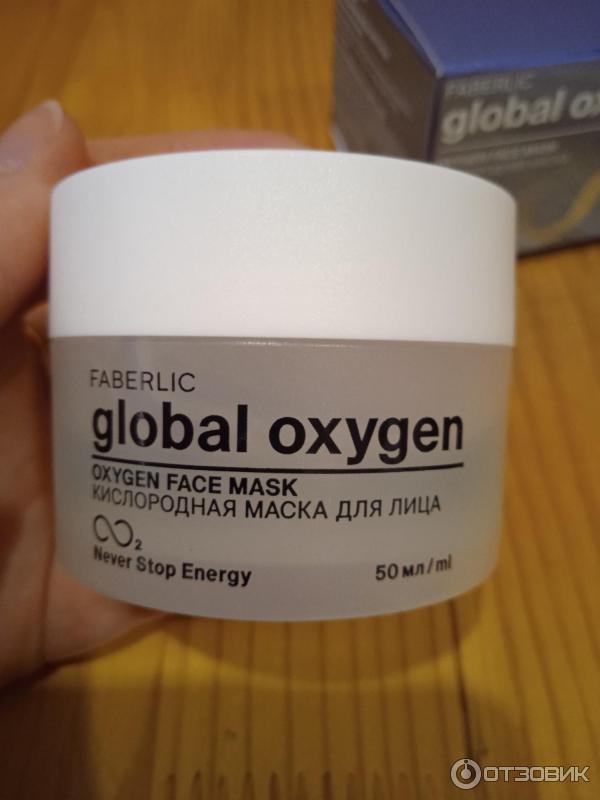 FABERLIC
global ox
FABERLIC
global oxygen
OXYGEN FACE MASK
КИСЛОРОДНАЯ МАСКА ДЛЯ ЛИЦА
2
Never Stop Energy
50 мл/ml
ОТЗОВИК